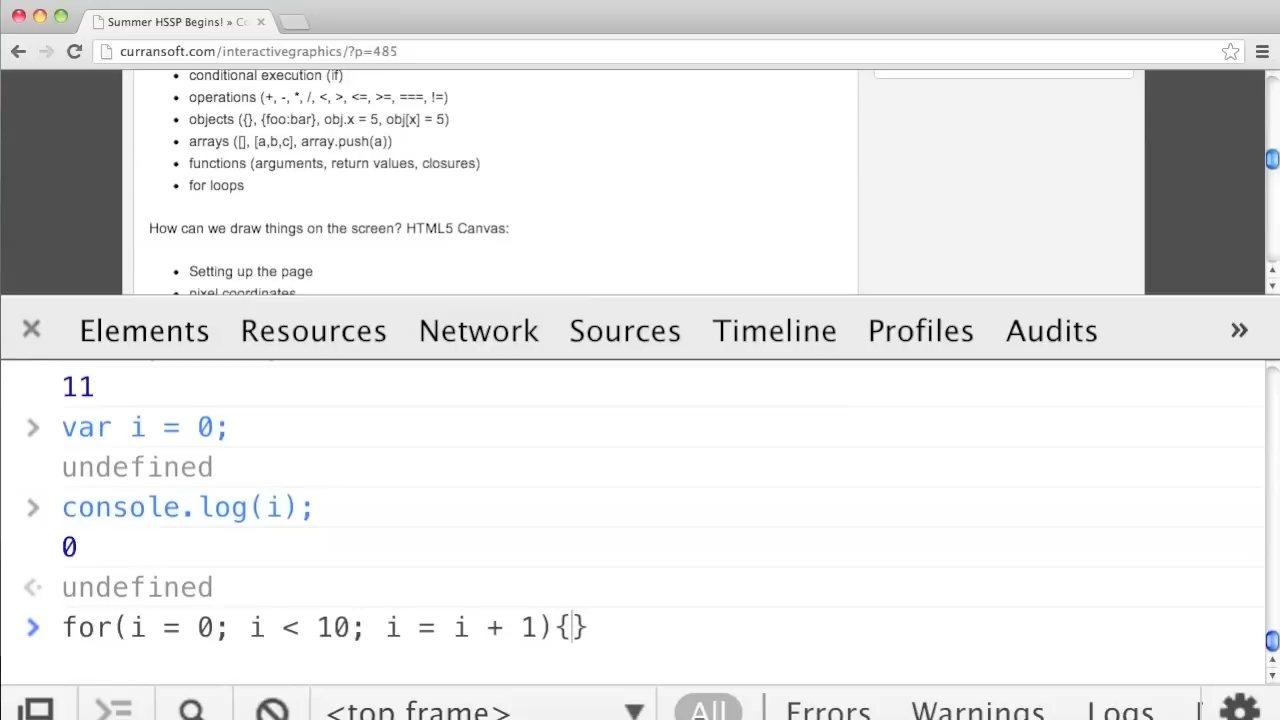 Summer HSSP Begins! » Co
curransoft.com/interactivegraphics/?p=485
• conditional execution (if)
• operations (+, -, *, /, <, >, <=, >=, ===, !=)
• objects ({}, {foo:bar}, obj.x = 5, obj[x] = 5)
• arrays ([], [a,b,c], array.push(a))
• functions (arguments, return values, closures)
• for loops
How can we draw things on the screen? HTML5 Canvas:
• Setting up the page
• pixel coordinates
Elements Resources Network Sources Timeline Profiles Audits »
11
> var i = 0;
undefined
> console.log(i);
0
undefined
> for(i = 0; i < 10; i = i + 1){}
<top frame> All Errors Warnings Logs